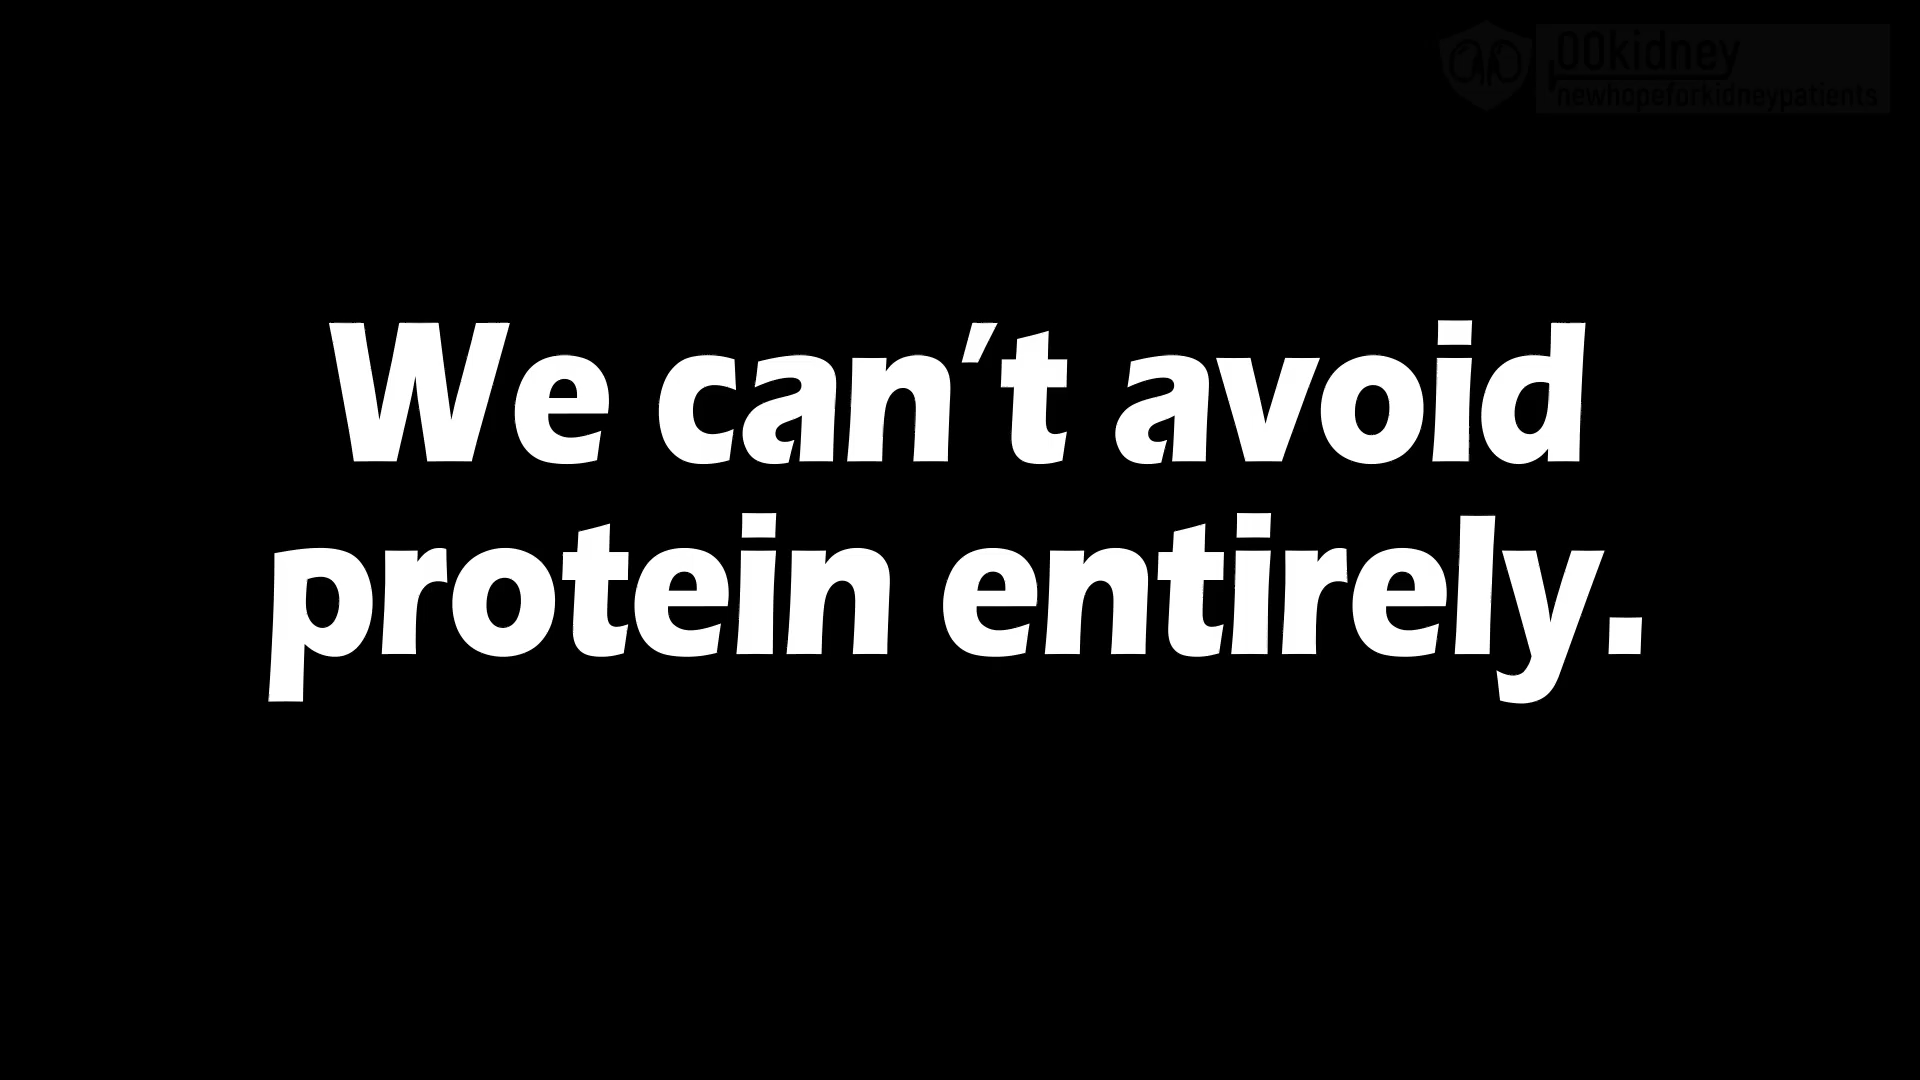 00kidney
newhopeforkidneypatients
We can’t avoid
protein entirely.